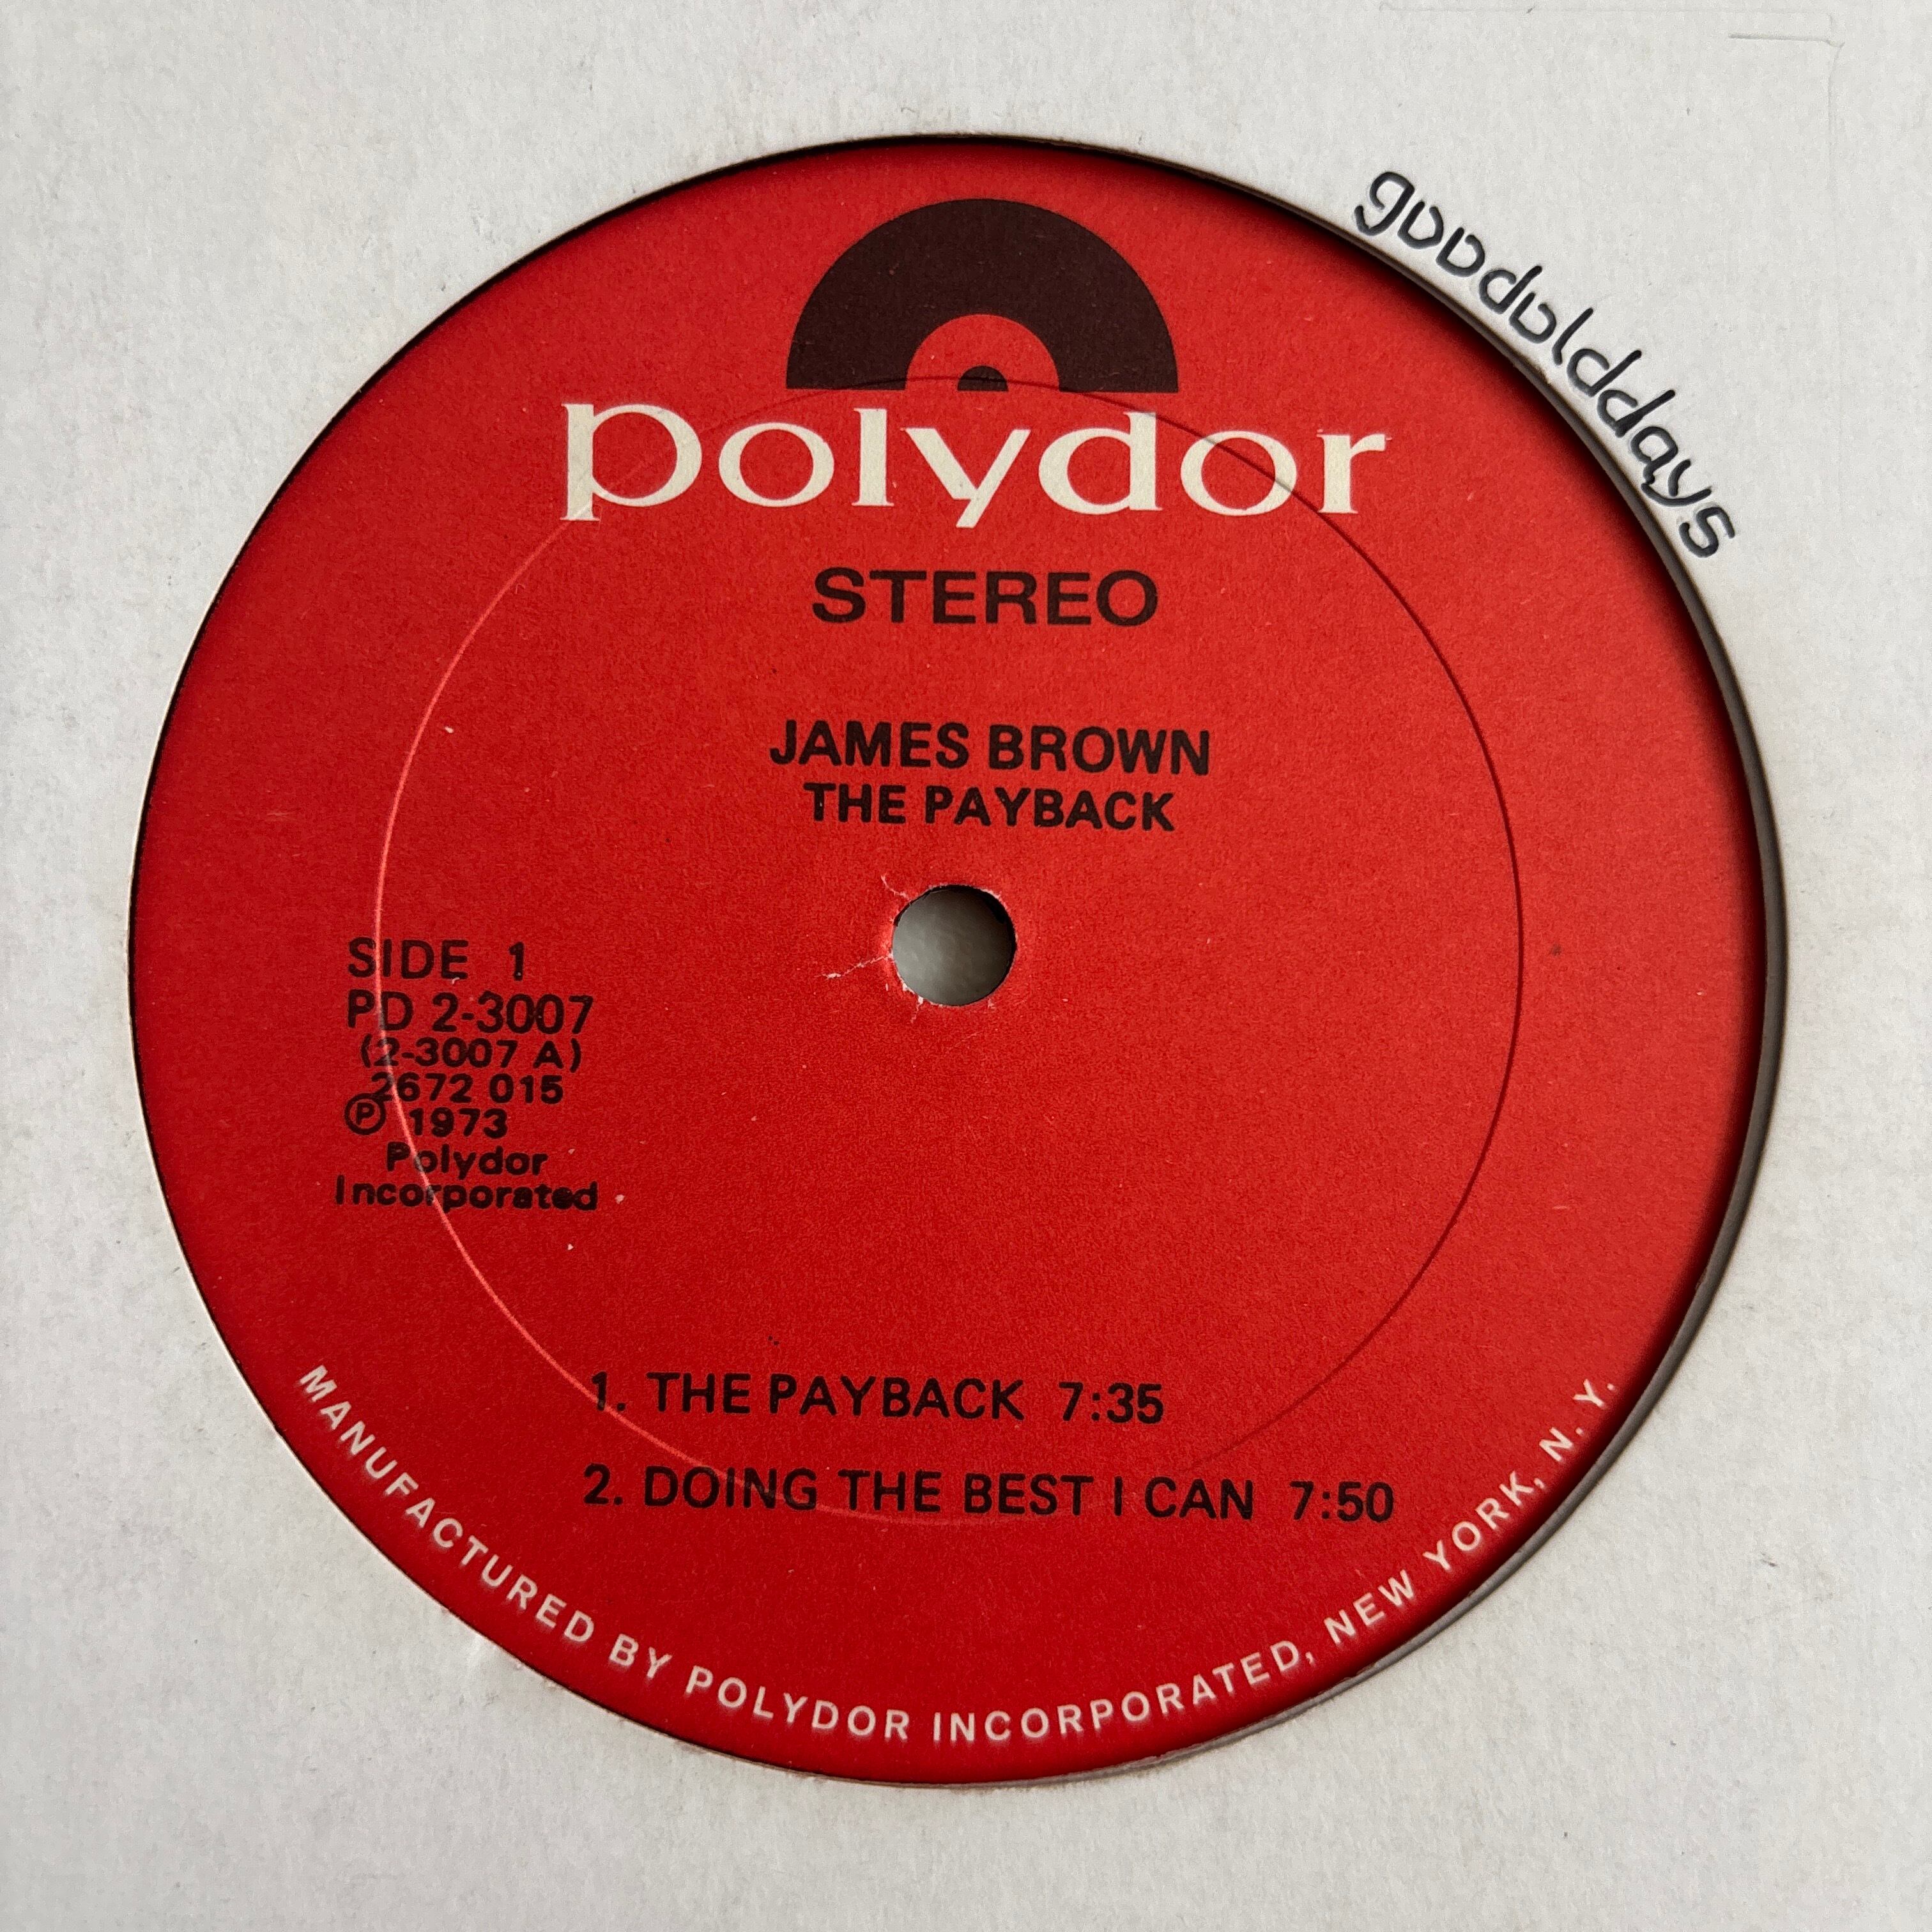 goodolddays
polydor
STEREO
JAMES BROWN
THE PAYBACK
SIDE 1
PD 2-3007
(2-3007 A)
2672 015
Ⓟ 1973
Polydor
Incorporated
1. THE PAYBACK 7:35
2. DOING THE BEST I CAN 7:50
MANUFACTURED BY POLYDOR INCORPORATED, NEW YORK, N. Y.